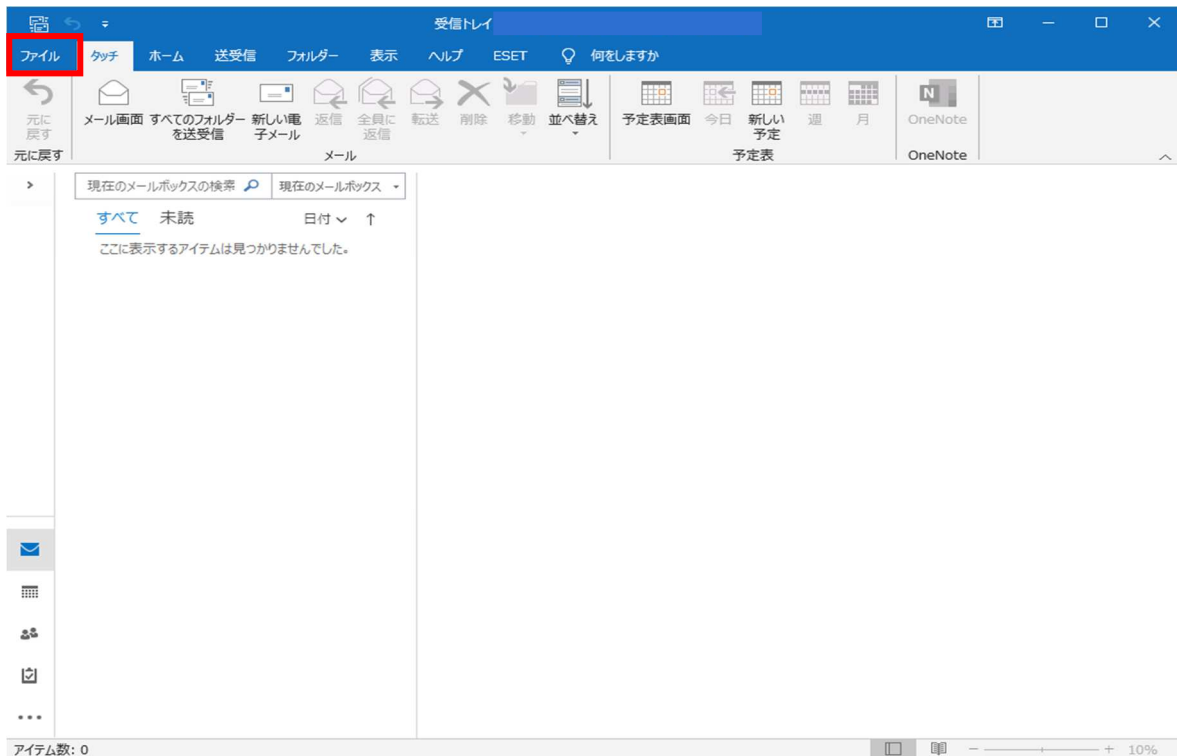 受信トレイ
ファイル タッチ ホーム 送受信 フォルダー 表示 ヘルプ ESET 何をしますか
元に
戻す
メール画面 すべてのフォルダー
を送受信
新しい電
子メール
返信 全員に
返信
転送 削除 移動 並べ替え 予定表画面 今日 新しい
予定
週 月 OneNote
元に戻す メール 予定表 OneNote
現在のメールボックスの検索 現在のメールボックス
すべて 未読 日付 ↑
ここに表示するアイテムは見つかりませんでした。
アイテム数: 0 10%